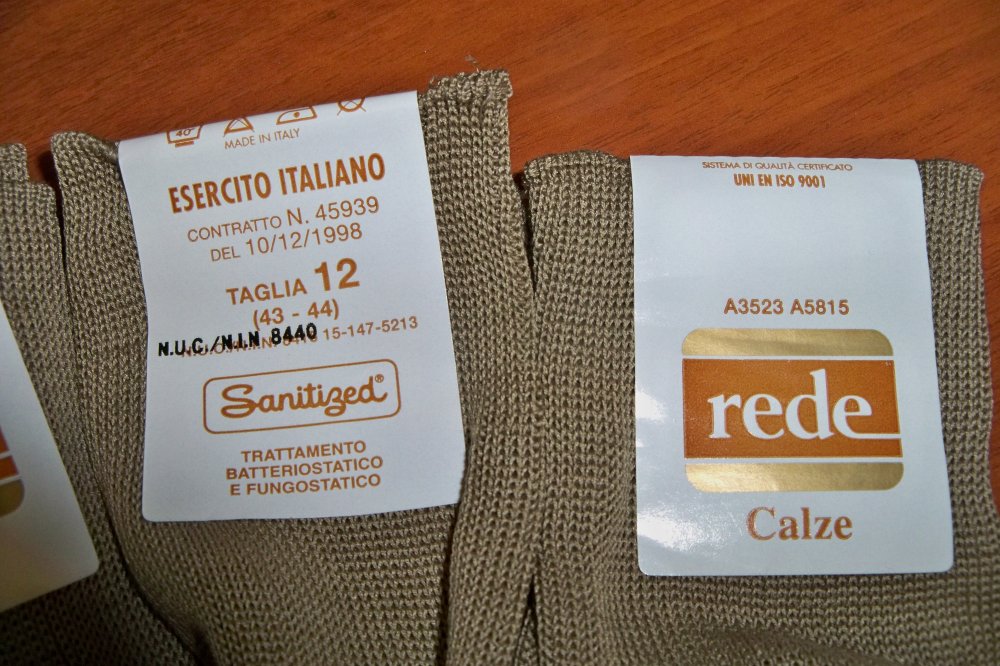 40°
MADE IN ITALY
ESERCITO ITALIANO
CONTRATTO N. 45939
DEL 10/12/1998
TAGLIA 12
(43 - 44)
N.U.C./N.I.N 8440 15-147-5213
Sanitized®
TRATTAMENTO
BATTERIOSTATICO
E FUNGOSTATICO
SISTEMA DI QUALITÀ CERTIFICATO
UNI EN ISO 9001
A3523 A5815
rede
Calze